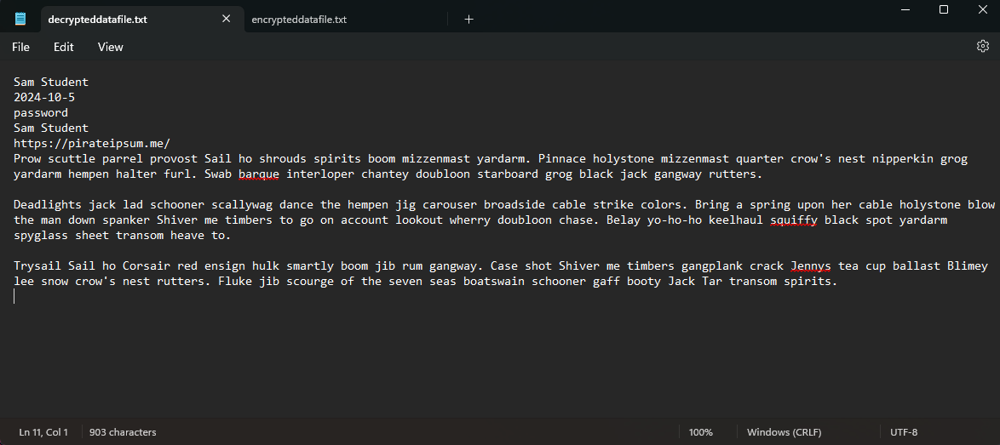 decrypteddatafile.txt
encrypteddatafile.txt
File Edit View
Sam Student
2024-10-5
password
Sam Student
https://pirateipsum.me/
Prow scuttle parrel provost Sail ho shrouds spirits boom mizzenmast yardarm. Pinnace holystone mizzenmast quarter crow's nest nipperkin grog
yardarm hempen halter furl. Swab barque interloper chantey doubloon starboard grog black jack gangway rutters.
Deadlights jack lad schooner scallywag dance the hempen jig carouser broadside cable strike colors. Bring a spring upon her cable holystone blow
the man down spanker Shiver me timbers to go on account lookout wherry doubloon chase. Belay yo-ho-ho keelhaul squiffy black spot yardarm
spyglass sheet transom heave to.
Trysail Sail ho Corsair red ensign hulk smartly boom jib rum gangway. Case shot Shiver me timbers gangplank crack Jennys tea cup ballast Blimey
lee snow crow's nest rutters. Fluke jib scourge of the seven seas boatswain schooner gaff booty Jack Tar transom spirits.
Ln 11, Col 1 903 characters 100% Windows (CRLF) UTF-8